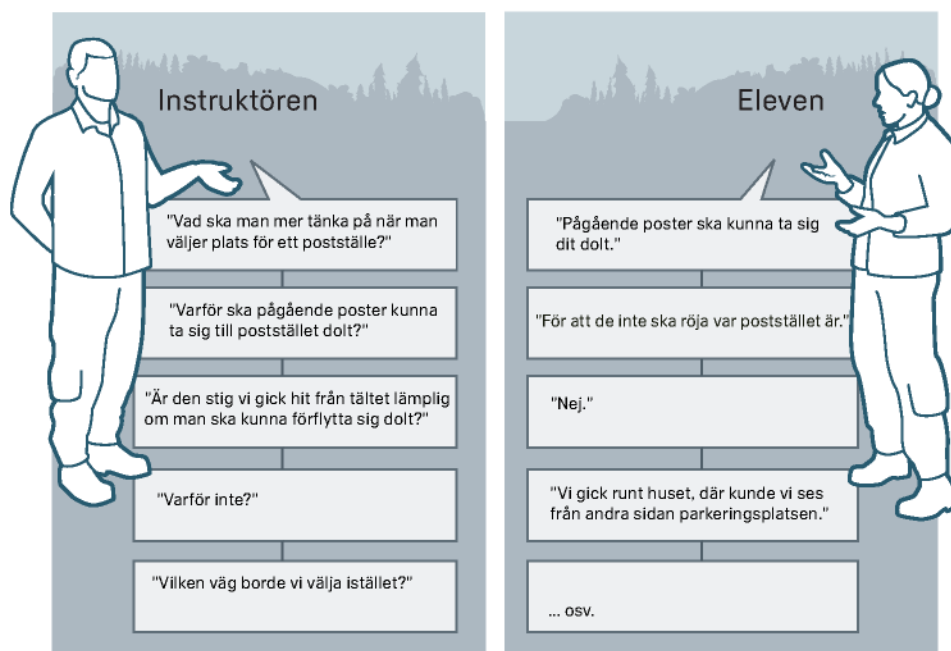 Instruktören
"Vad ska man mer tänka på när man
väljer plats för ett postställe?"
"Varför ska pågående poster kunna
ta sig till poststället dolt?"
"Är den stig vi gick hit från tältet lämplig
om man ska kunna förflytta sig dolt?"
"Varför inte?"
"Vilken väg borde vi välja istället?"
Eleven
"Pågående poster ska kunna ta sig
dit dolt."
"För att de inte ska röja var poststället är."
"Nej."
"Vi gick runt huset, där kunde vi ses
från andra sidan parkeringsplatsen."
... osv.